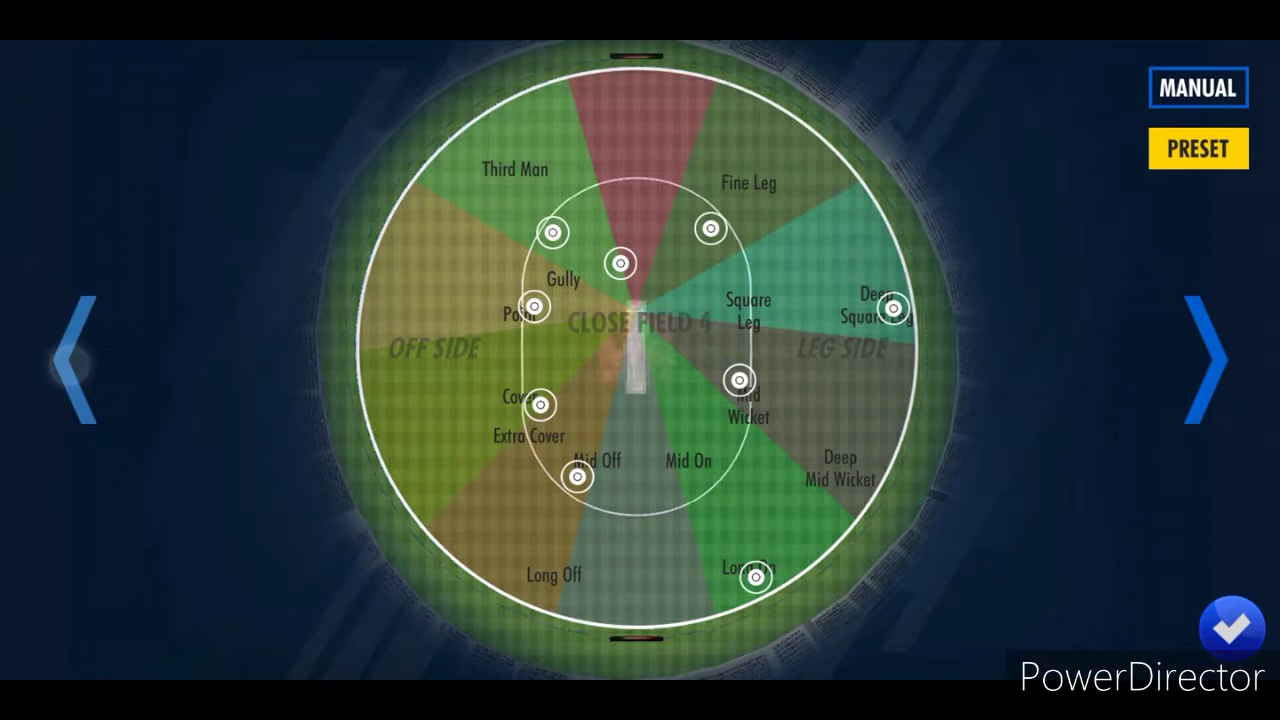 MANUAL
PRESET
Third Man
Fine Leg
Gully
Point
CLOSE FIELD 4
Square
Leg
Deep
Square Leg
OFF SIDE
LEG SIDE
Cover
Mid
Wicket
Extra Cover
Mid Off
Mid On
Deep
Mid Wicket
Long Off
Long On
PowerDirector